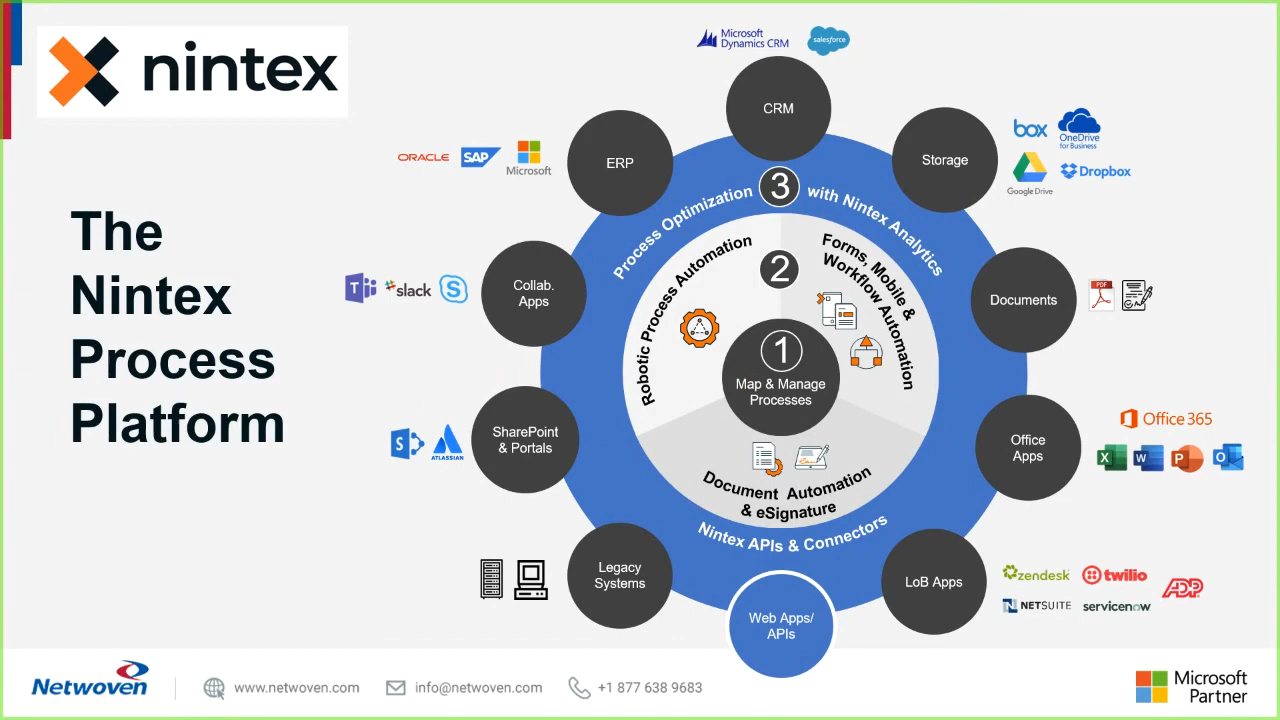 nintex
The
Nintex
Process
Platform
Microsoft
Dynamics CRM
salesforce
CRM
ORACLE
SAP
Microsoft
ERP
Storage
box
OneDrive
for Business
Google Drive
Dropbox
3
Process Optimization
with Nintex Analytics
2
Robotic Process Automation
Forms, Mobile &
Workflow Automation
slack
Collab.
Apps
Documents
PDF
1
Map & Manage
Processes
ATLASSIAN
SharePoint
& Portals
Office
Apps
Office 365
Document Automation
& eSignature
Nintex APIs & Connectors
Legacy
Systems
Web Apps/
APIs
LoB Apps
zendesk
twilio
ADP
NETSUITE
servicenow
Netwoven
www.netwoven.com
info@netwoven.com
+1 877 638 9683
Microsoft
Partner